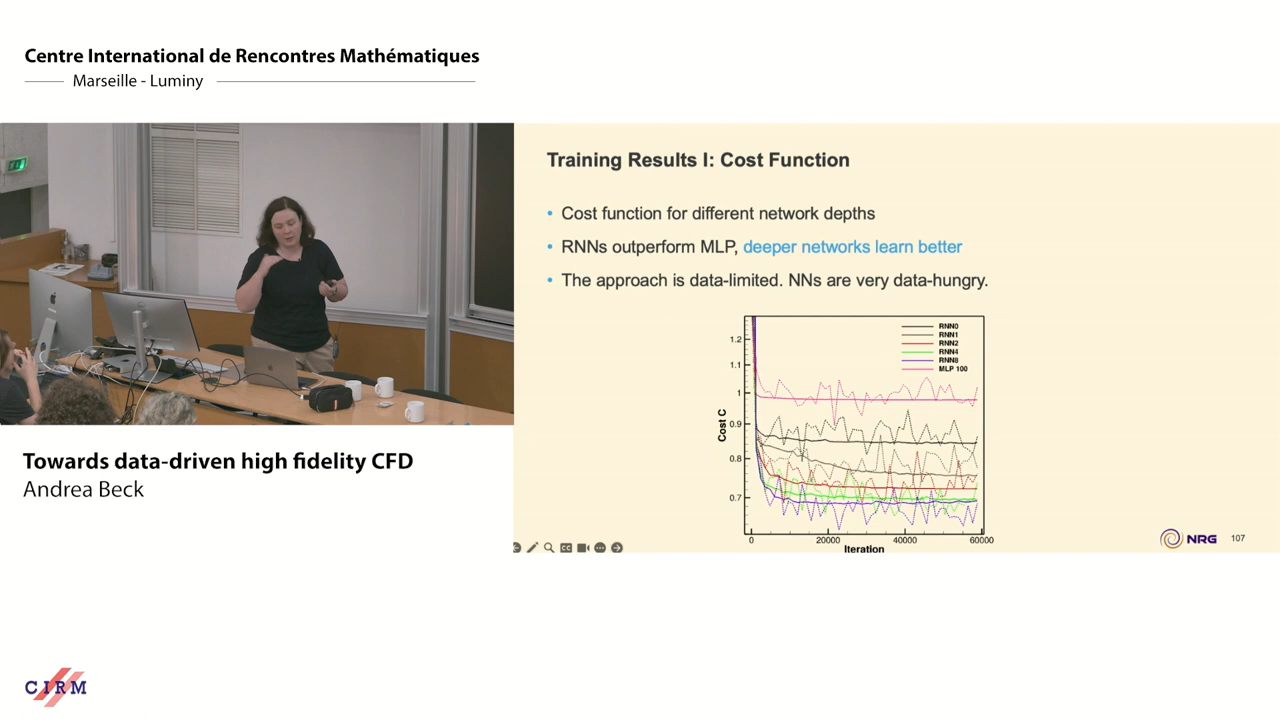 Centre International de Rencontres Mathématiques
Marseille - Luminy
Training Results I: Cost Function
• Cost function for different network depths
• RNNs outperform MLP, deeper networks learn better
• The approach is data-limited. NNs are very data-hungry.
RNN0
RNN1
RNN2
RNN4
RNN8
MLP 100
1.2
1.1
1
0.9
0.8
0.7
Cost C
0 20000 40000 60000
Iteration
CC
NRG 107
Towards data-driven high fidelity CFD
Andrea Beck
CIRM